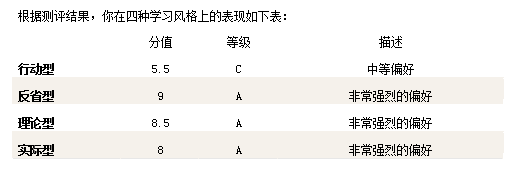 根据测评结果，你在四种学习风格上的表现如下表：
分值 等级 描述
行动型 5.5 C 中等偏好
反省型 9 A 非常强烈的偏好
理论型 8.5 A 非常强烈的偏好
实际型 8 A 非常强烈的偏好